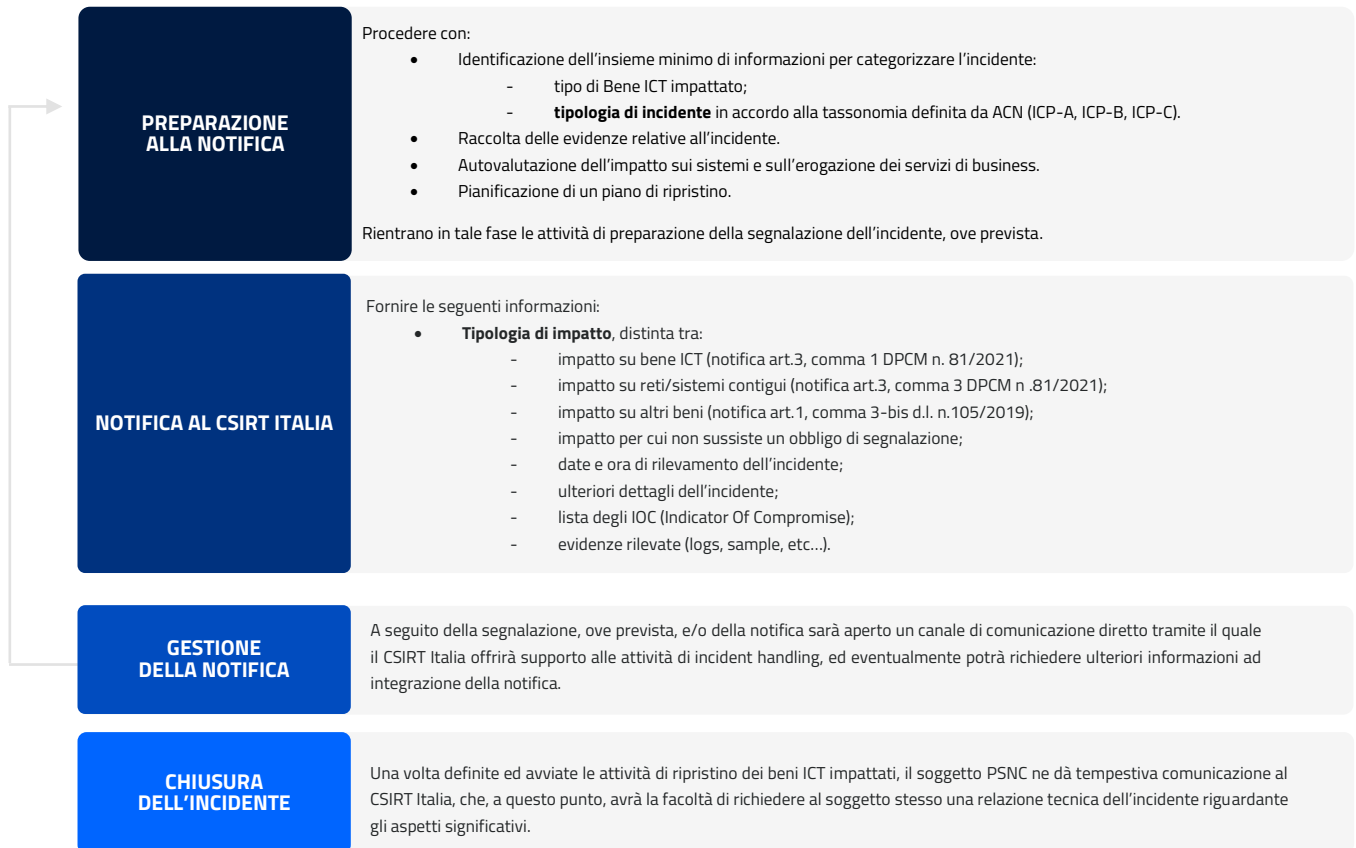 PREPARAZIONE
ALLA NOTIFICA
Procedere con:
• Identificazione dell'insieme minimo di informazioni per categorizzare l'incidente:
- tipo di Bene ICT impattato;
- tipologia di incidente in accordo alla tassonomia definita da ACN (ICP-A, ICP-B, ICP-C).
• Raccolta delle evidenze relative all'incidente.
• Autovalutazione dell'impatto sui sistemi e sull'erogazione dei servizi di business.
• Pianificazione di un piano di ripristino.
Rientrano in tale fase le attività di preparazione della segnalazione dell'incidente, ove prevista.
NOTIFICA AL CSIRT ITALIA
Fornire le seguenti informazioni:
• Tipologia di impatto, distinta tra:
- impatto su bene ICT (notifica art.3, comma 1 DPCM n. 81/2021);
- impatto su reti/sistemi contigui (notifica art.3, comma 3 DPCM n .81/2021);
- impatto su altri beni (notifica art.1, comma 3-bis d.l. n.105/2019);
- impatto per cui non sussiste un obbligo di segnalazione;
- date e ora di rilevamento dell'incidente;
- ulteriori dettagli dell'incidente;
- lista degli IOC (Indicator Of Compromise);
- evidenze rilevate (logs, sample, etc…).
GESTIONE
DELLA NOTIFICA
A seguito della segnalazione, ove prevista, e/o della notifica sarà aperto un canale di comunicazione diretto tramite il quale
il CSIRT Italia offrirà supporto alle attività di incident handling, ed eventualmente potrà richiedere ulteriori informazioni ad
integrazione della notifica.
CHIUSURA
DELL'INCIDENTE
Una volta definite ed avviate le attività di ripristino dei beni ICT impattati, il soggetto PSNC ne dà tempestiva comunicazione al
CSIRT Italia, che, a questo punto, avrà la facoltà di richiedere al soggetto stesso una relazione tecnica dell'incidente riguardante
gli aspetti significativi.